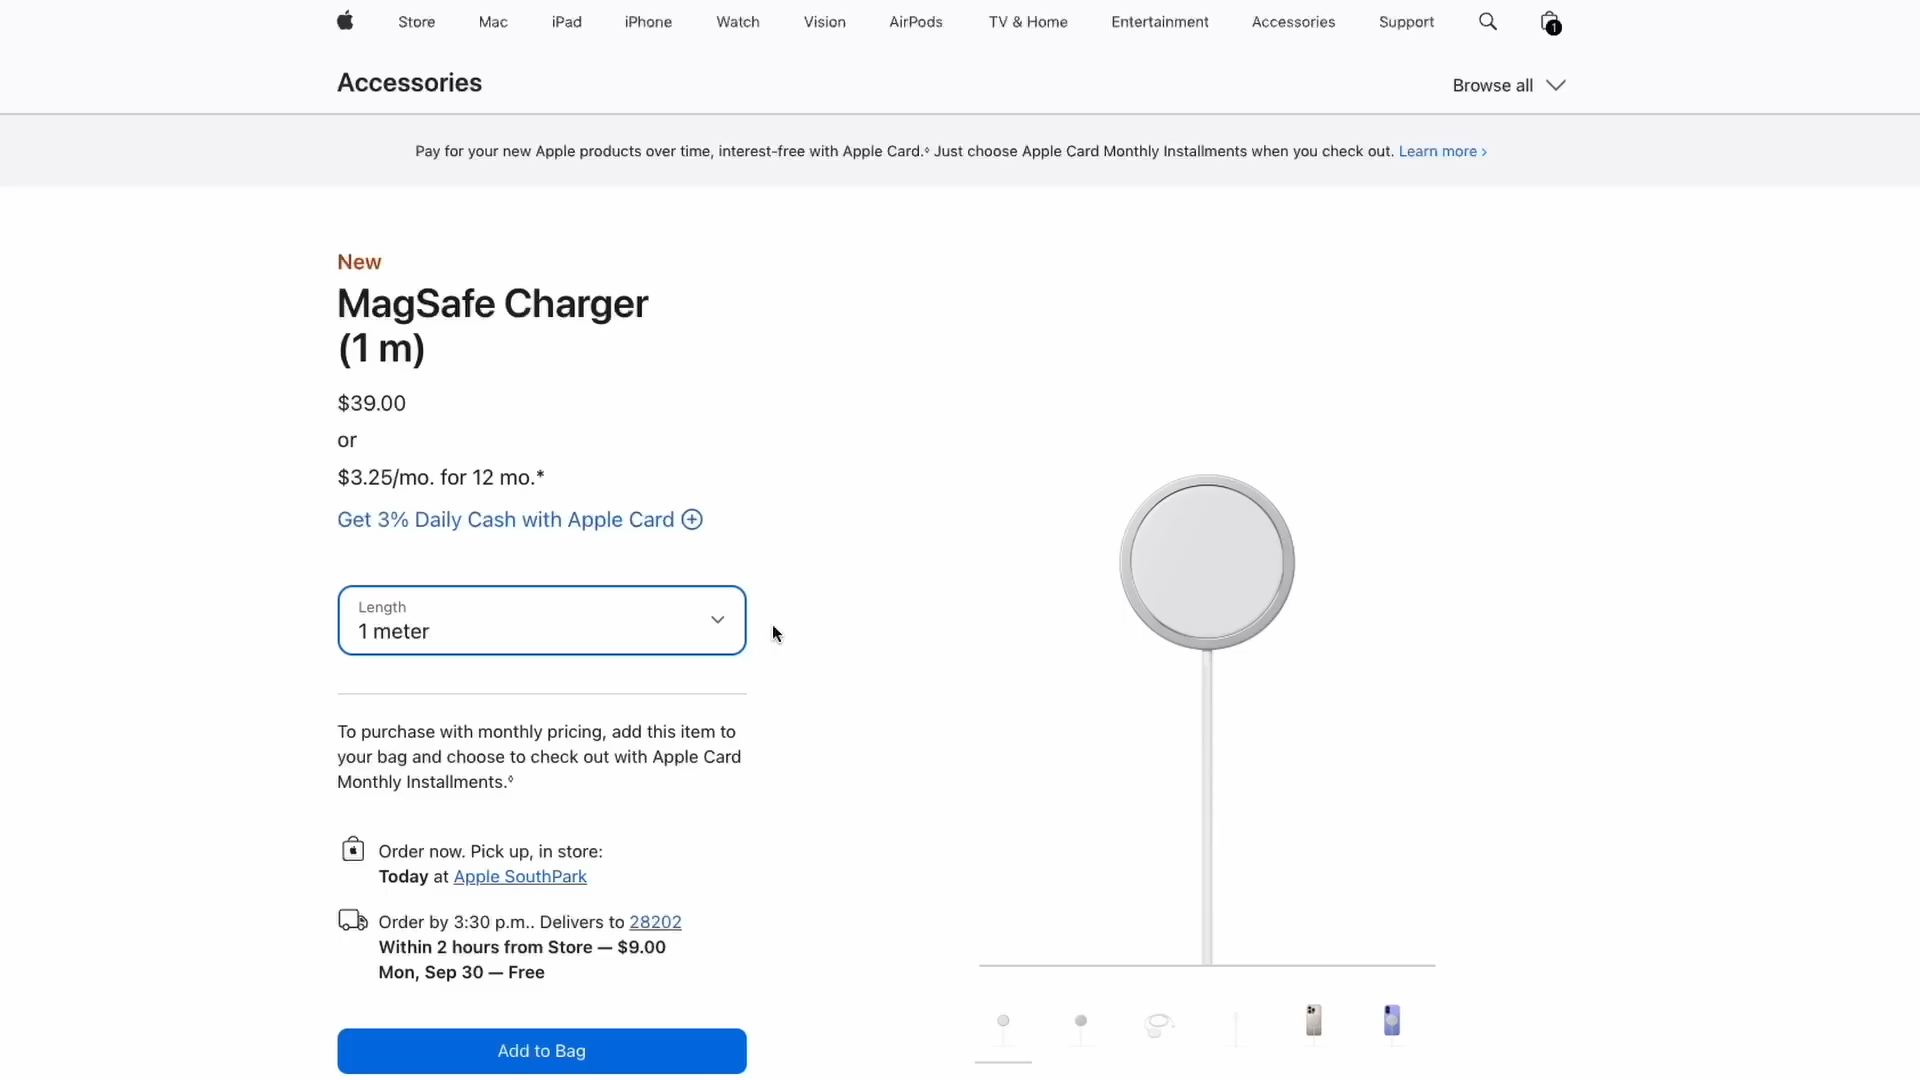 Store
Mac
iPad
iPhone
Watch
Vision
AirPods
TV & Home
Entertainment
Accessories
Support
1
Accessories
Browse all
Pay for your new Apple products over time, interest-free with Apple Card.◊ Just choose Apple Card Monthly Installments when you check out. Learn more ›
New
MagSafe Charger
(1 m)
$39.00
or
$3.25/mo. for 12 mo.*
Get 3% Daily Cash with Apple Card
Length
1 meter
To purchase with monthly pricing, add this item to
your bag and choose to check out with Apple Card
Monthly Installments.◊
Order now. Pick up, in store:
Today at Apple SouthPark
Order by 3:30 p.m.. Delivers to 28202
Within 2 hours from Store — $9.00
Mon, Sep 30 — Free
Add to Bag